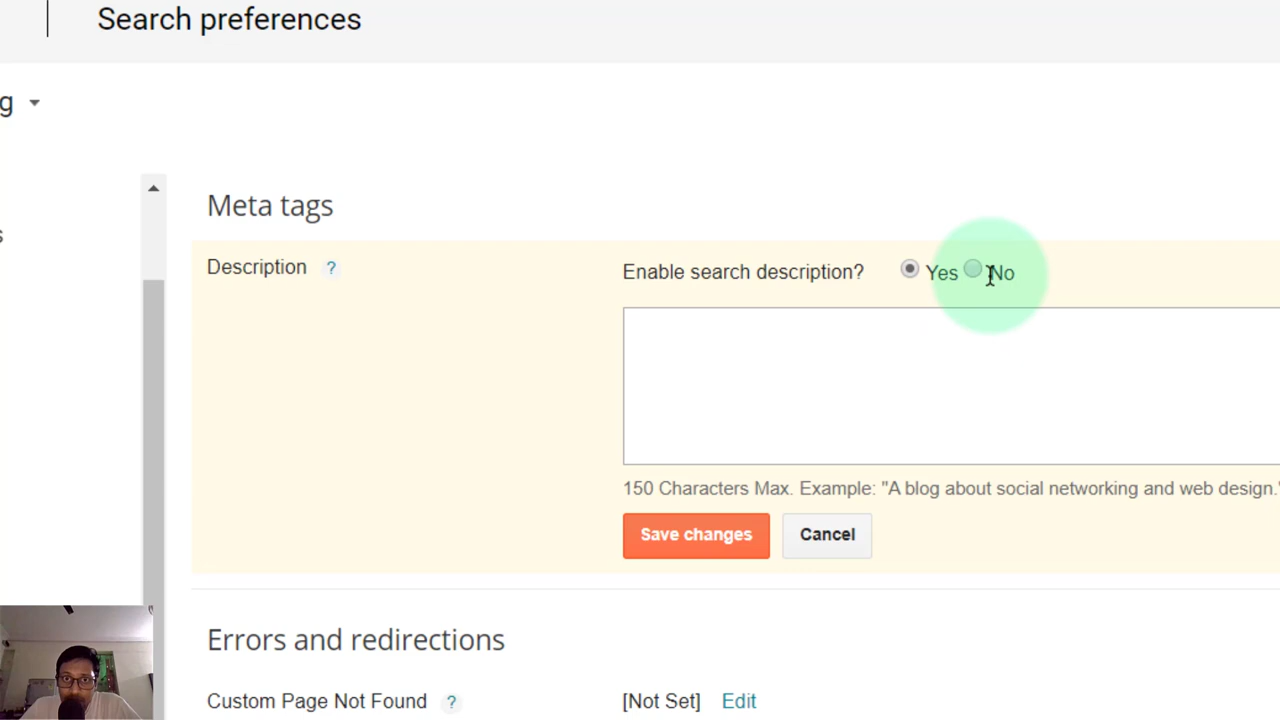 Search preferences
g
s
Meta tags
Description ?
Enable search description? Yes No
150 Characters Max. Example: "A blog about social networking and web design."
Save changes Cancel
Errors and redirections
Custom Page Not Found ? [Not Set] Edit